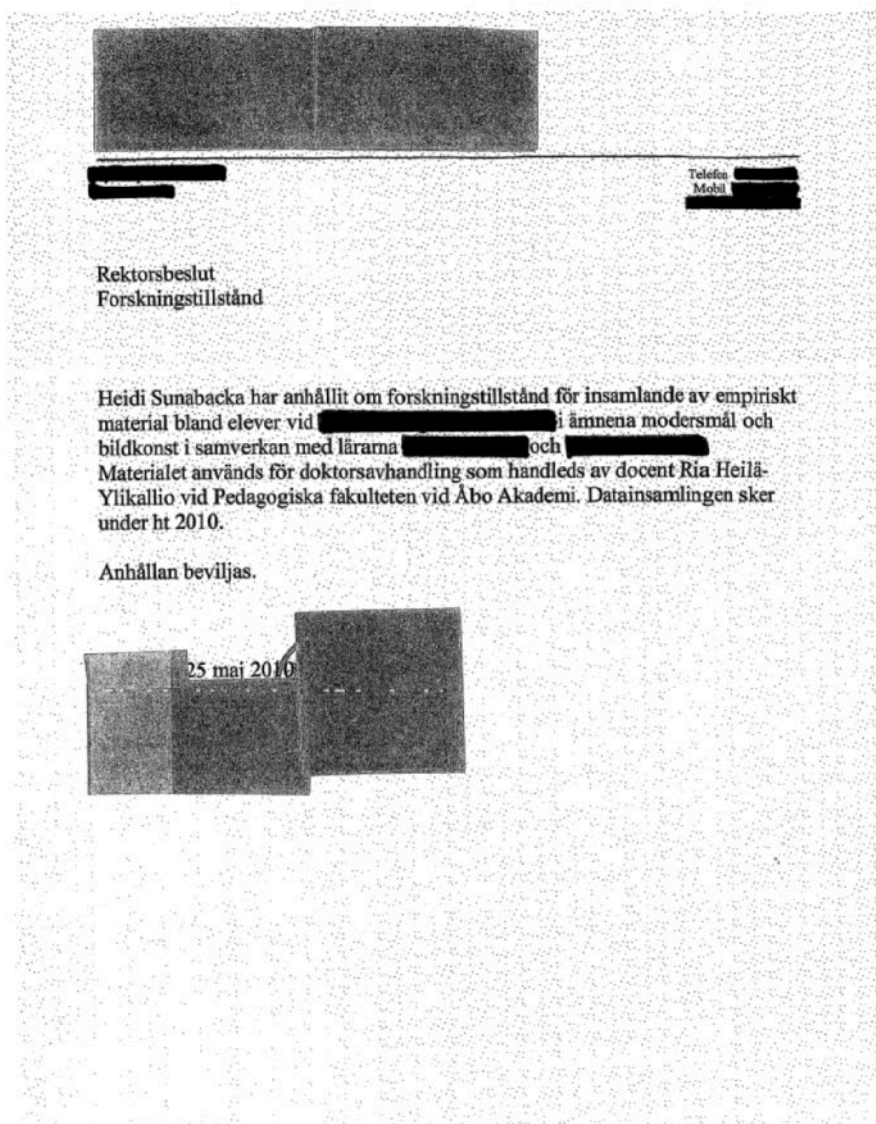 Telefon
Mobil
Rektorsbeslut
Forskningstillstånd
Heidi Sunabacka har anhållit om forskningstillstånd för insamlande av empiriskt
material bland elever vid i ämnena modersmål och
bildkonst i samverkan med lärarna och
Materialet används för doktorsavhandling som handleds av docent Ria Heilä-
Ylikallio vid Pedagogiska fakulteten vid Åbo Akademi. Datainsamlingen sker
under ht 2010.
Anhållan beviljas.
25 maj 2010